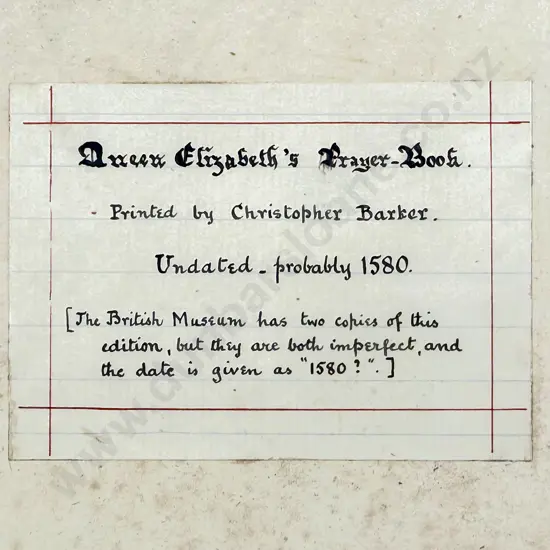 Queen Elizabeth's Prayer-Book.
Printed by Christopher Barker.
Undated - probably 1580.
[The British Museum has two copies of this
edition, but they are both imperfect, and
the date is given as "1580?".]